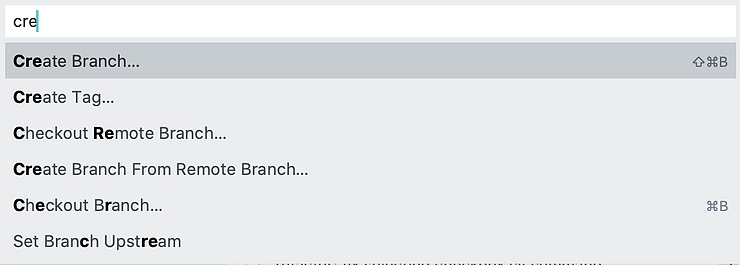 cre
Create Branch... ⇧⌘B
Create Tag...
Checkout Remote Branch...
Create Branch From Remote Branch...
Checkout Branch... ⌘B
Set Branch Upstream